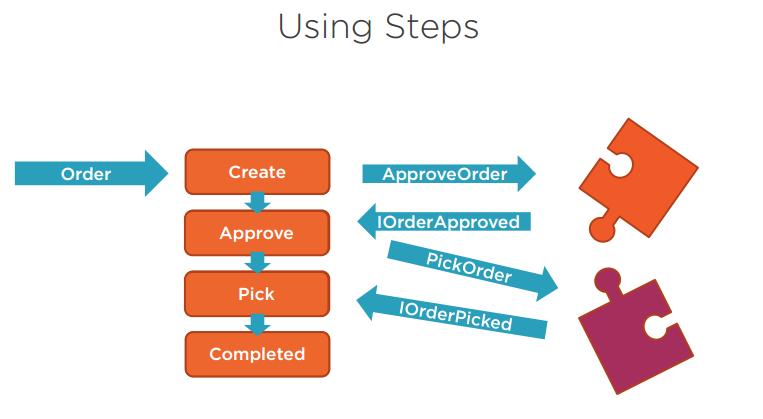 Using Steps
Order
Create
ApproveOrder
IOrderApproved
Approve
PickOrder
Pick
IOrderPicked
Completed